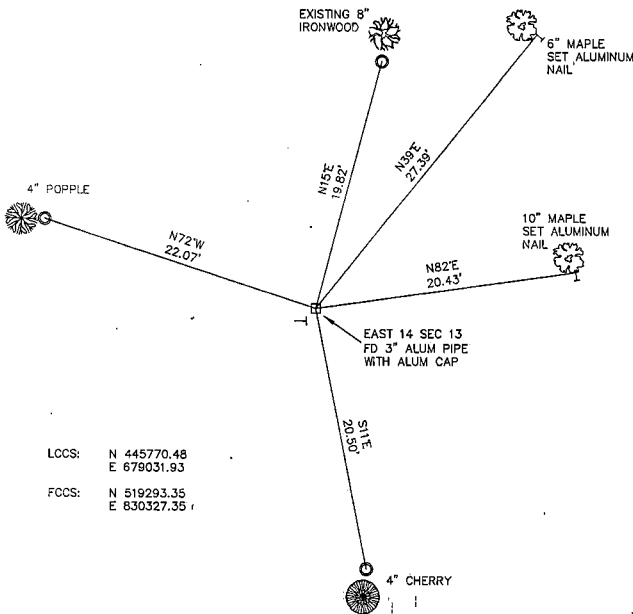 EXISTING 8"
IRONWOOD
6" MAPLE
SET ALUMINUM
NAIL
4" POPPLE
N15°E
19.82'
N39°E
27.39'
N72°W
22.07'
10" MAPLE
SET ALUMINUM
NAIL
N82°E
20.43'
EAST 14 SEC 13
FD 3" ALUM PIPE
WITH ALUM CAP
S11°E
20.50'
LCCS: N 445770.48
E 679031.93
FCCS: N 519293.35
E 830327.35
4" CHERRY